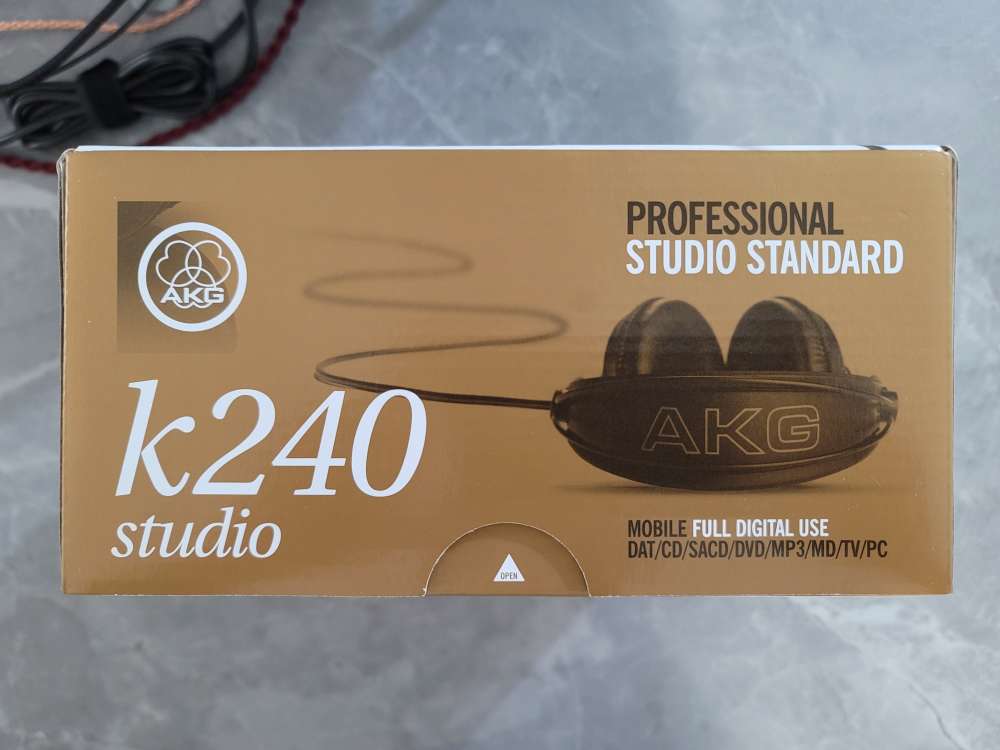 AKG
k240
studio
PROFESSIONAL
STUDIO STANDARD
AKG
MOBILE FULL DIGITAL USE
DAT/CD/SACD/DVD/MP3/MD/TV/PC
OPEN